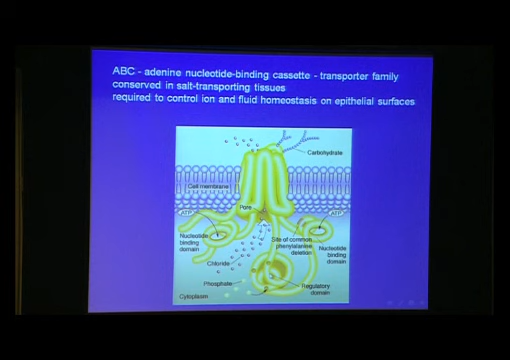 ABC - adenine nucleotide-binding cassette - transporter family
conserved in salt-transporting tissues
required to control ion and fluid homeostasis on epithelial surfaces
Carbohydrate
Cell membrane
Pore
ATP
ATP
Nucleotide
binding
domain
Site of common
phenylalanine
deletion
Nucleotide
binding
domain
Chloride
Phosphate
Regulatory
domain
Cytoplasm